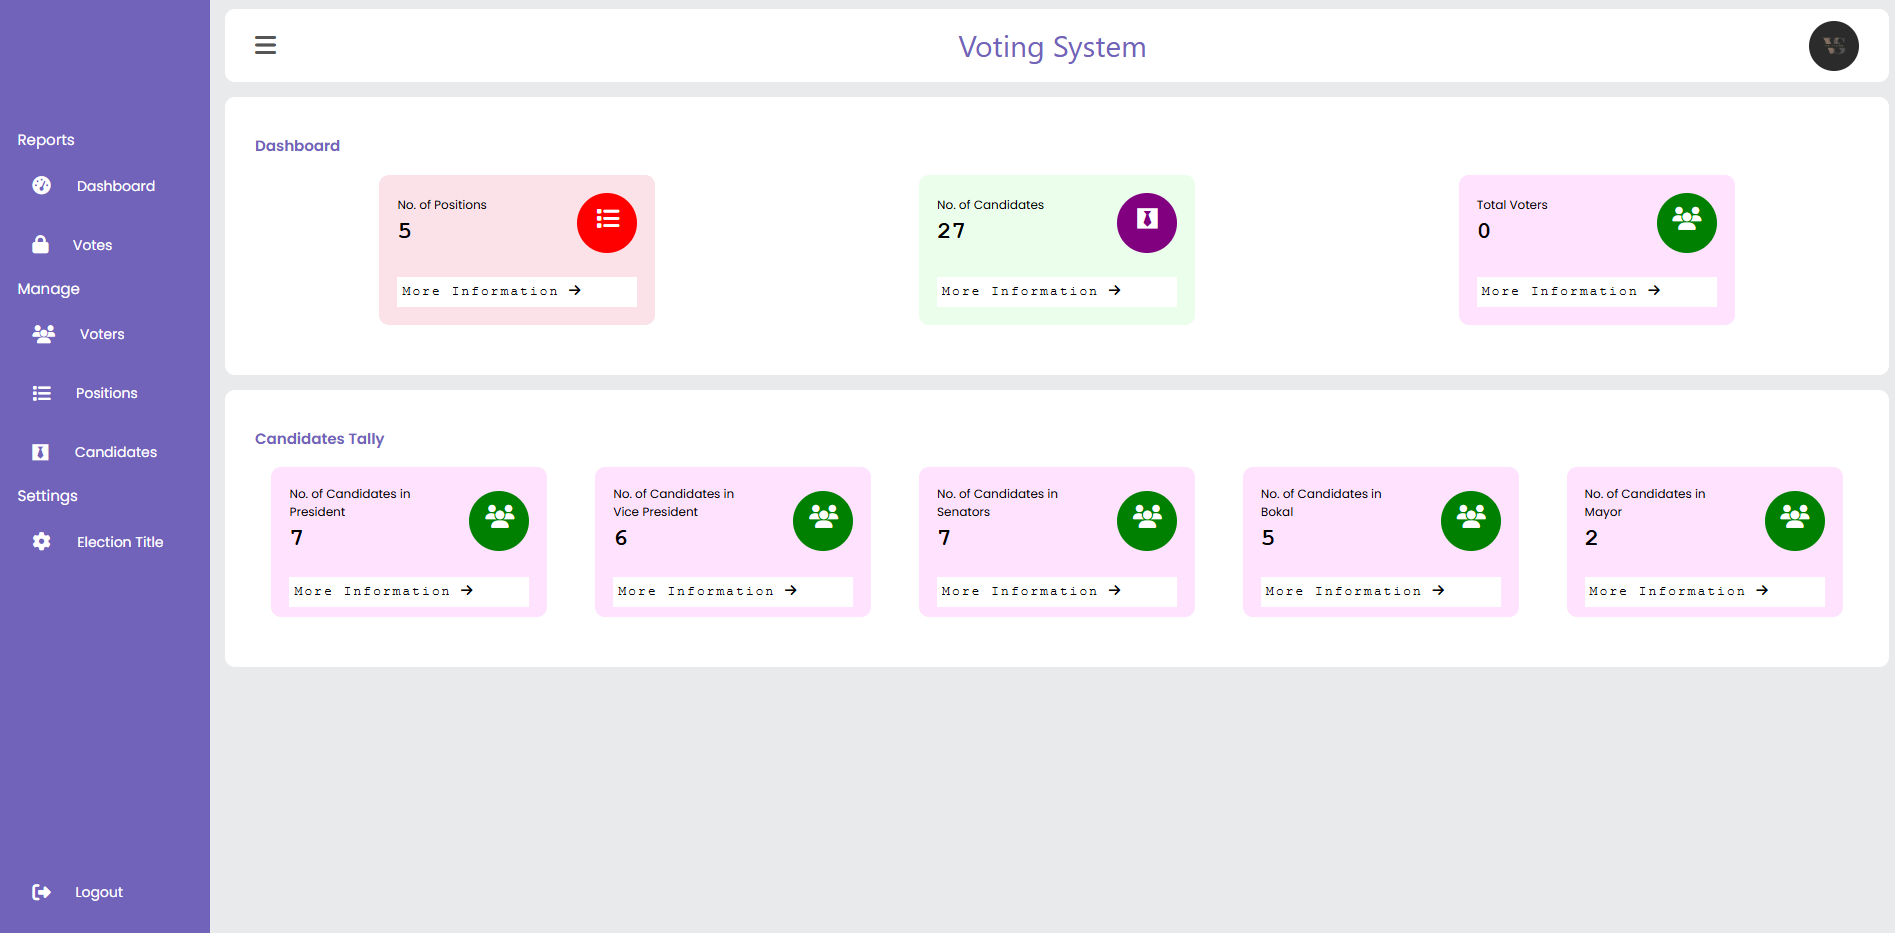 Voting System
VS
Reports
Dashboard
Votes
Manage
Voters
Positions
Candidates
Settings
Election Title
Logout
Dashboard
No. of Positions
5
More Information
No. of Candidates
27
More Information
Total Voters
0
More Information
Candidates Tally
No. of Candidates in
President
7
More Information
No. of Candidates in
Vice President
6
More Information
No. of Candidates in
Senators
7
More Information
No. of Candidates in
Bokal
5
More Information
No. of Candidates in
Mayor
2
More Information